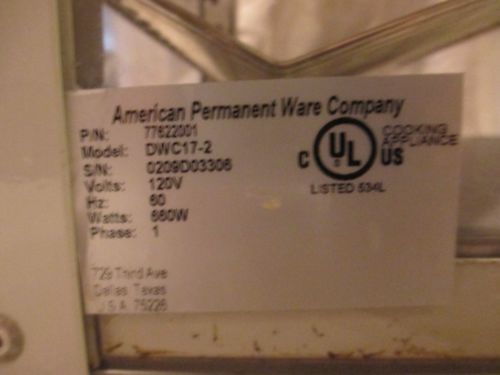 American Permanent Ware Company
P/N: 77622001
Model: DWC17-2
S/N: 0209D03306
Volts: 120V
Hz: 60
Watts: 660W
Phase: 1
C UL US
COOKING
APPLIANCE
LISTED 534L
729 Third Ave
Dallas, Texas
U.S.A. 75226